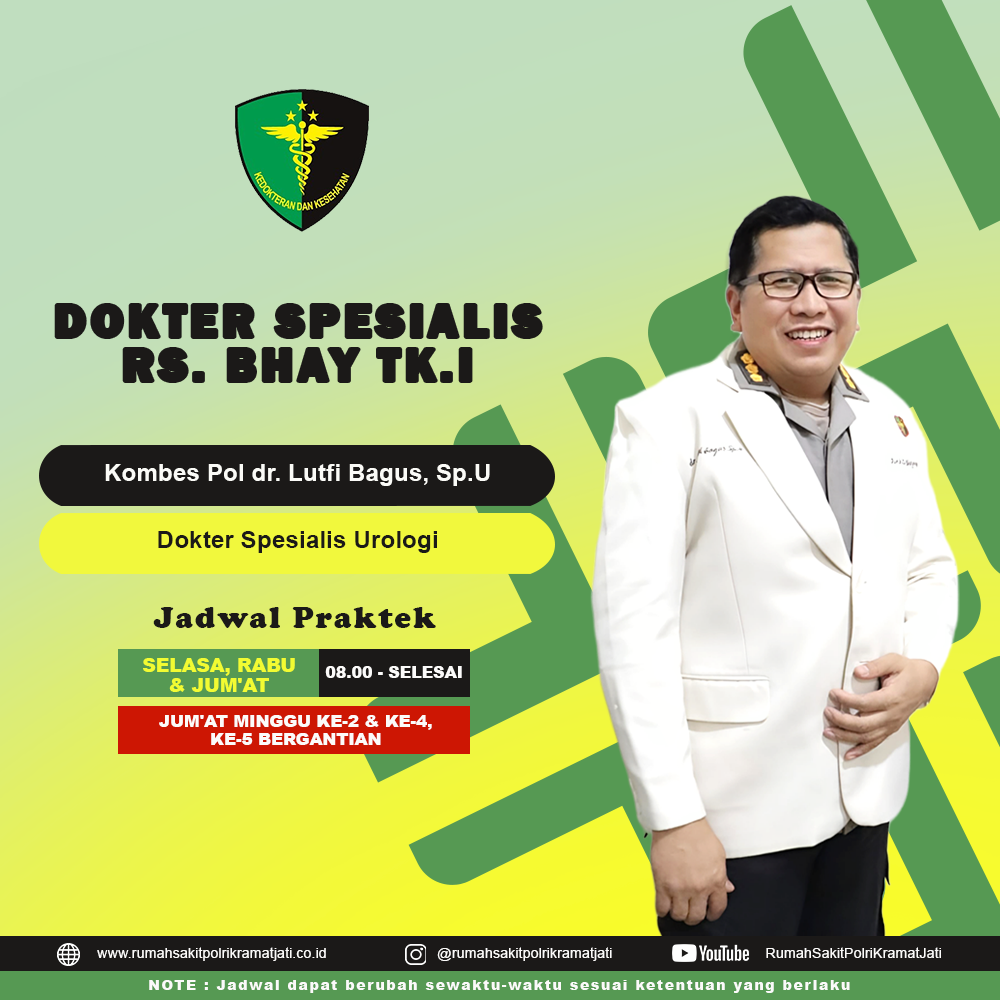 KEDOKTERAN DAN KESEHATAN
DOKTER SPESIALIS
RS. BHAY TK.I
Kombes Pol dr. Lutfi Bagus, Sp.U
Dokter Spesialis Urologi
Jadwal Praktek
SELASA, RABU
& JUM'AT
08.00 - SELESAI
JUM'AT MINGGU KE-2 & KE-4,
KE-5 BERGANTIAN
www.rumahsakitpolrikramatjati.co.id
@rumahsakitpolrikramatjati
YouTube
RumahSakitPolriKramatJati
NOTE : Jadwal dapat berubah sewaktu-waktu sesuai ketentuan yang berlaku